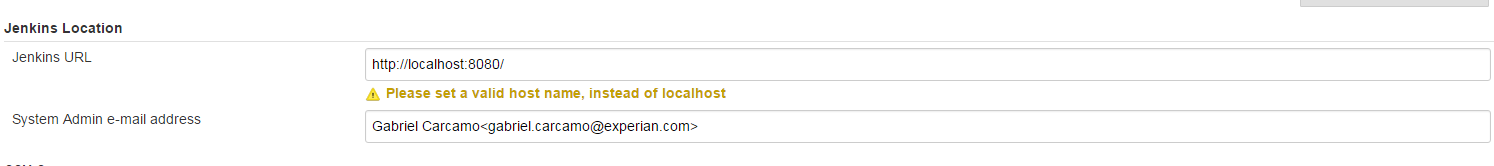 Jenkins Location
Jenkins URL
http://localhost:8080/
Please set a valid host name, instead of localhost
System Admin e-mail address
Gabriel Carcamo<gabriel.carcamo@experian.com>